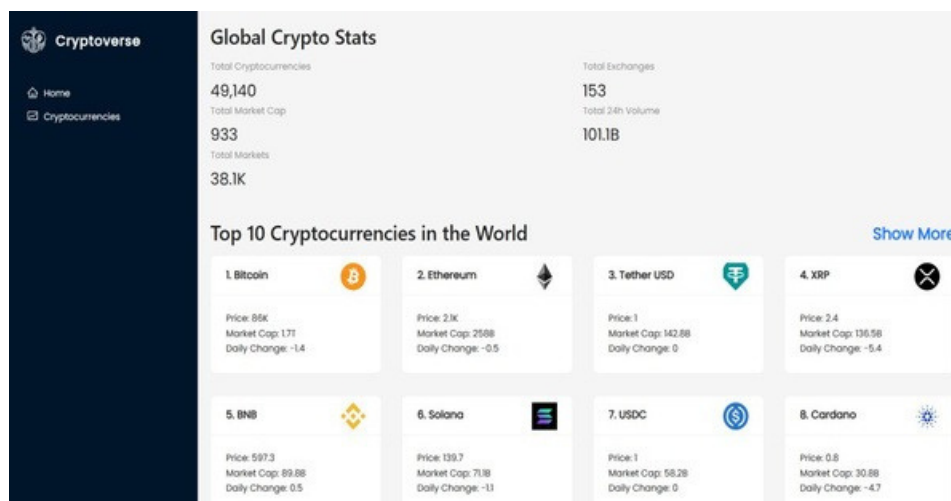 Cryptoverse
Home
Cryptocurrencies
Global Crypto Stats
Total Cryptocurrencies
49,140
Total Exchanges
153
Total Market Cap
933
Total 24h Volume
101.1B
Total Markets
38.1K
Top 10 Cryptocurrencies in the World
Show More
1. Bitcoin
Price: 86K
Market Cap: 1.7T
Daily Change: -1.4
2. Ethereum
Price: 2.1K
Market Cap: 258B
Daily Change: -0.5
3. Tether USD
Price: 1
Market Cap: 142.8B
Daily Change: 0
4. XRP
Price: 2.4
Market Cap: 136.5B
Daily Change: -5.4
5. BNB
Price: 597.3
Market Cap: 89.8B
Daily Change: 0.5
6. Solana
Price: 139.7
Market Cap: 71.1B
Daily Change: -1.1
7. USDC
Price: 1
Market Cap: 58.2B
Daily Change: 0
8. Cardano
Price: 0.8
Market Cap: 30.8B
Daily Change: -4.7